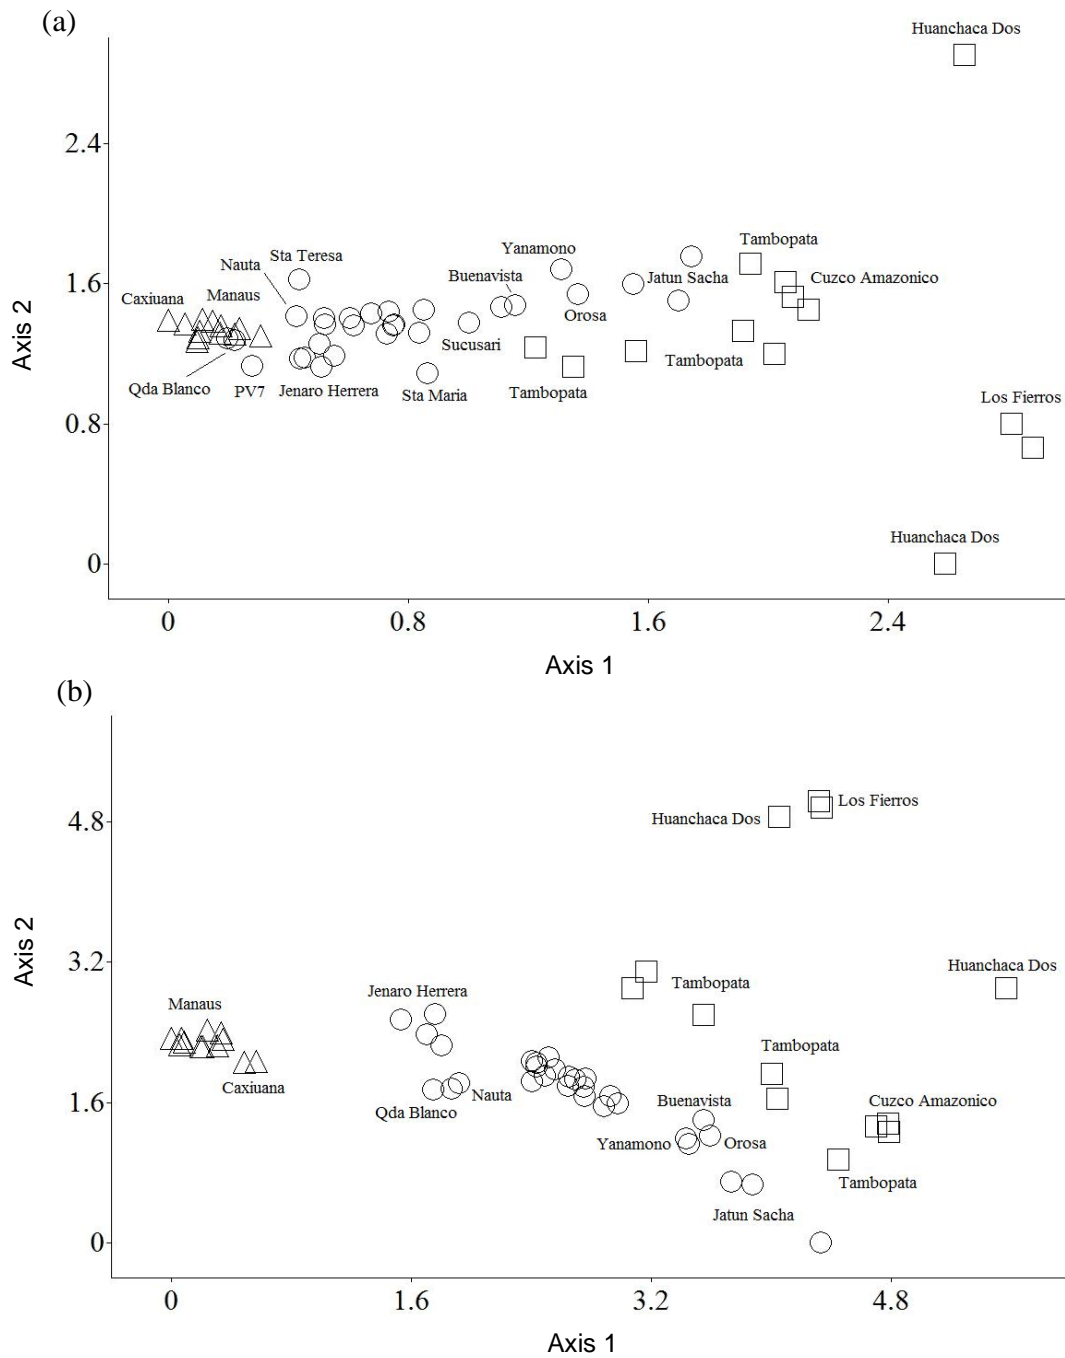 (a)
Huanchaca Dos
2.4
Tambopata
Yanamono
Sta Teresa
Nauta
Buenavista
Jatun Sacha
Cuzco Amazonico
1.6
Caxiuana
Manaus
Orosa
Axis 2
Sucusari
Tambopata
Qda Blanco
PV7
Jenaro Herrera
Sta Maria
Tambopata
Los Fierros
0.8
Huanchaca Dos
0
0
0.8
1.6
2.4
Axis 1
(b)
4.8
Huanchaca Dos
Los Fierros
3.2
Huanchaca Dos
Tambopata
Jenaro Herrera
Axis 2
Manaus
Tambopata
Caxiuana
Nauta
Buenavista
Cuzco Amazonico
1.6
Qda Blanco
Yanamono
Orosa
Tambopata
Jatun Sacha
0
0
1.6
3.2
4.8
Axis 1